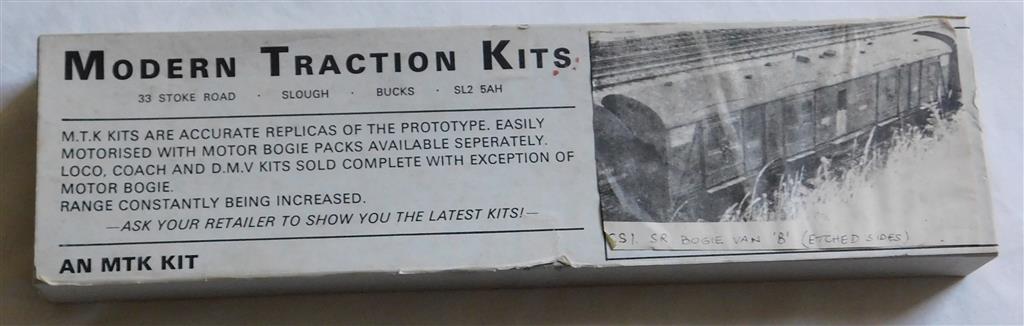 MODERN TRACTION KITS
33 STOKE ROAD · SLOUGH · BUCKS · SL2 5AH
M.T.K KITS ARE ACCURATE REPLICAS OF THE PROTOTYPE. EASILY
MOTORISED WITH MOTOR BOGIE PACKS AVAILABLE SEPERATELY.
LOCO, COACH AND D.M.V KITS SOLD COMPLETE WITH EXCEPTION OF
MOTOR BOGIE.
RANGE CONSTANTLY BEING INCREASED.
—ASK YOUR RETAILER TO SHOW YOU THE LATEST KITS!—
AN MTK KIT
SR BOGIE VAN 'B' (ETCHED SIDES)